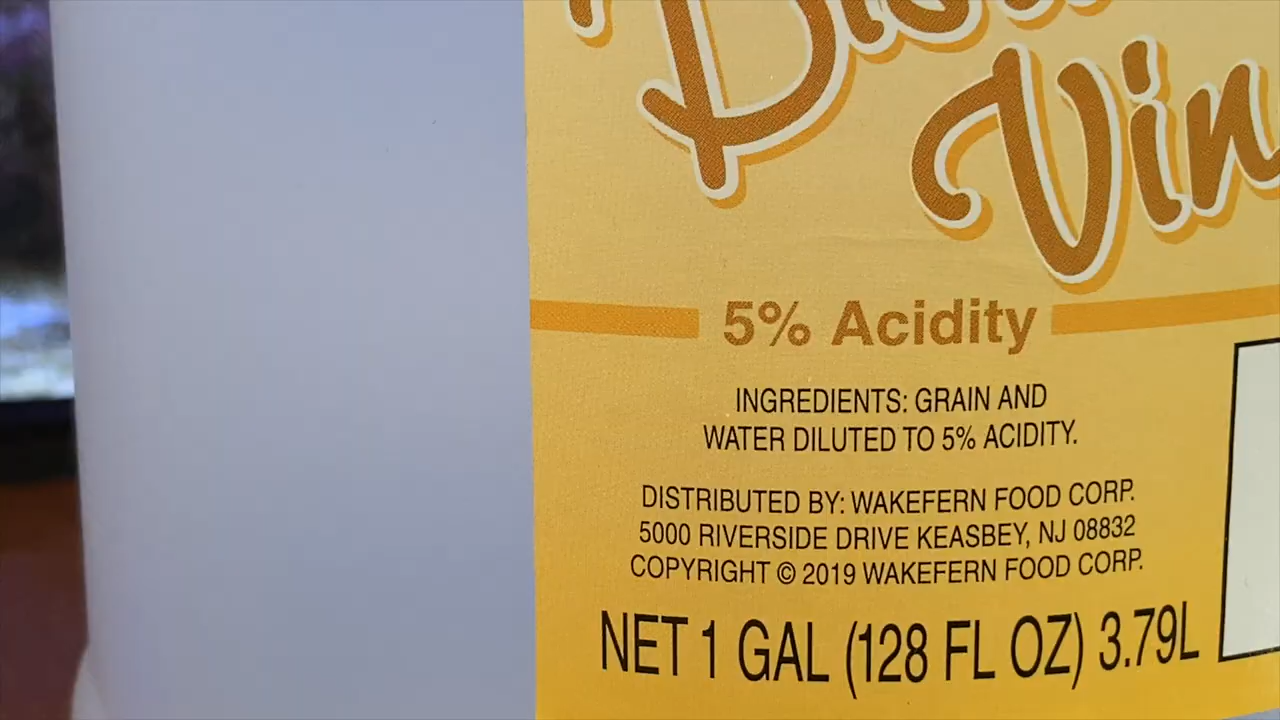 Vin
5% Acidity
INGREDIENTS: GRAIN AND
WATER DILUTED TO 5% ACIDITY.
DISTRIBUTED BY: WAKEFERN FOOD CORP.
5000 RIVERSIDE DRIVE KEASBEY, NJ 08832
COPYRIGHT © 2019 WAKEFERN FOOD CORP.
NET 1 GAL (128 FL OZ) 3.79L